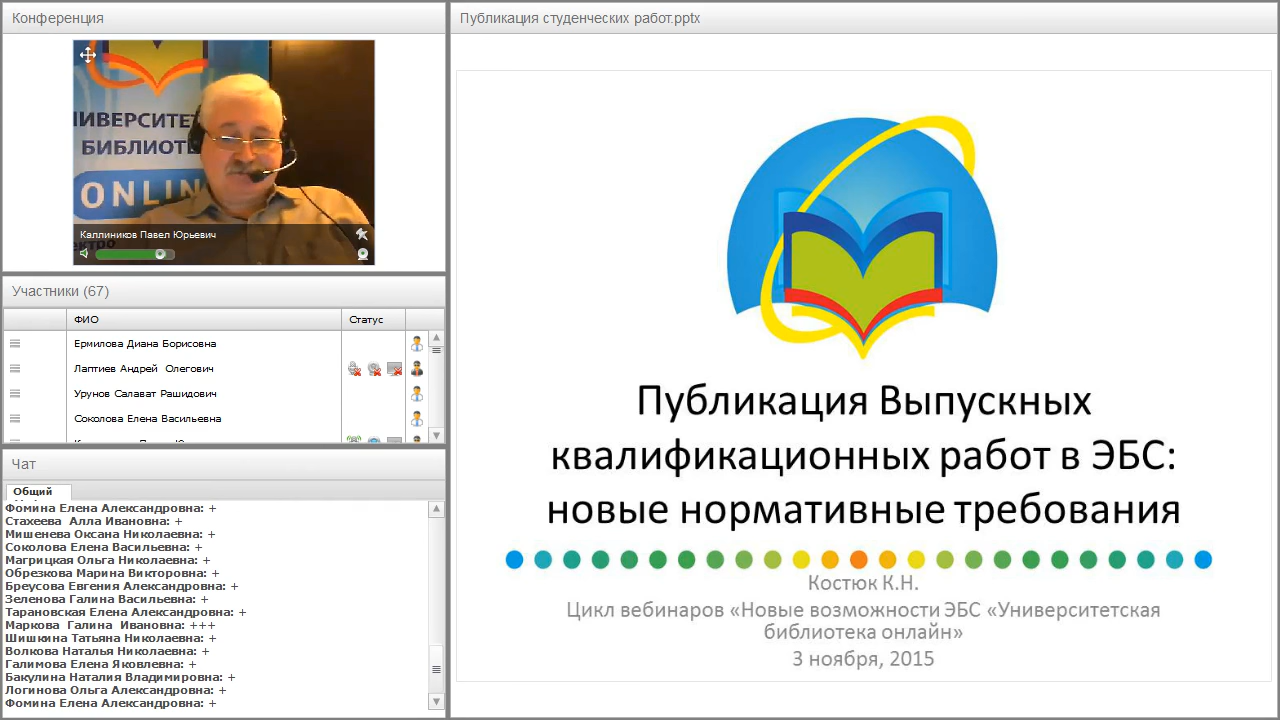 Конференция
ИВЕРСИТЕ
БИБЛИОТ
ONLIN
Каллиников Павел Юрьевич
Участники (67)
ФИО Статус
Ермилова Диана Борисовна
Лаптиев Андрей Олегович
Урунов Салават Рашидович
Соколова Елена Васильевна
Чат
Общий
Фомина Елена Александровна: +
Стахеева Алла Ивановна: +
Мишенева Оксана Николаевна: +
Соколова Елена Васильевна: +
Магрицкая Ольга Николаевна: +
Обрезкова Марина Викторовна: +
Бреусова Евгения Александровна: +
Зеленова Галина Васильевна: +
Тарановская Елена Александровна: +
Маркова Галина Ивановна: +++
Шишкина Татьяна Николаевна: +
Волкова Наталья Николаевна: +
Галимова Елена Яковлевна: +
Бакулина Наталия Владимировна: +
Логинова Ольга Александровна: +
Фомина Елена Александровна: +
Публикация студенческих работ.pptx
Публикация Выпускных
квалификационных работ в ЭБС:
новые нормативные требования
Костюк К.Н.
Цикл вебинаров «Новые возможности ЭБС «Университетская
библиотека онлайн»
3 ноября, 2015